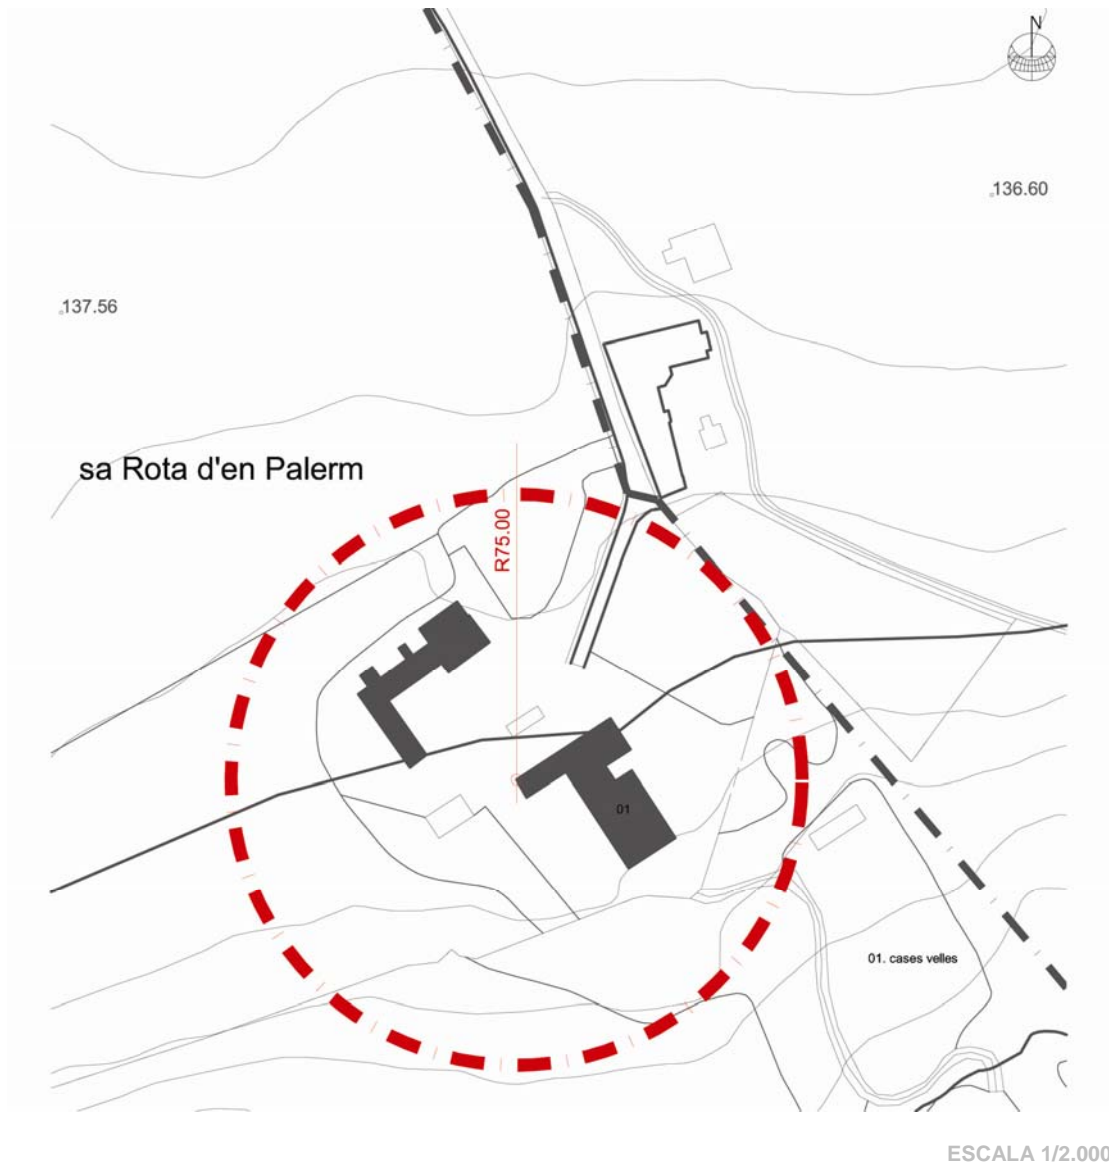 N
136.60
137.56
sa Rota d'en Palerm
R75.00
01
01. cases velles
ESCALA 1/2.000